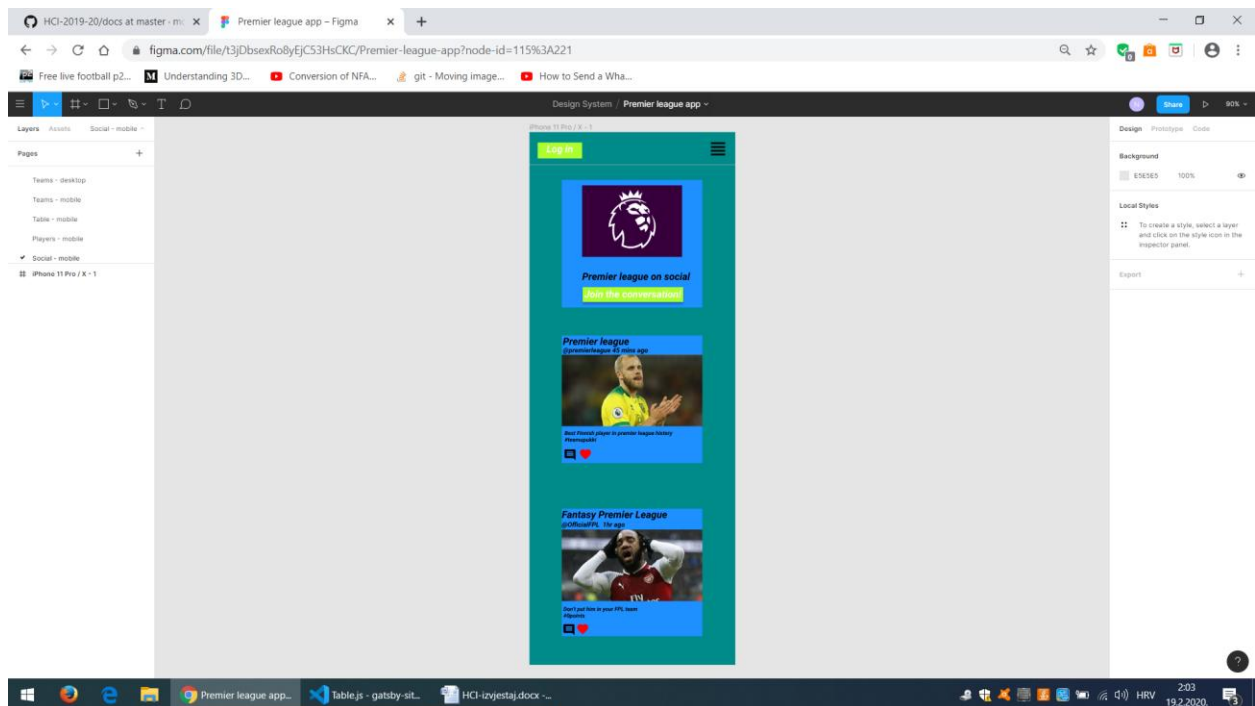 HCI-2019-20/docs at master · mo
Premier league app – Figma
figma.com/file/t3jDbsexRo8yEjC53HsCKC/Premier-league-app?node-id=115%3A221
Free live football p2... Understanding 3D... Conversion of NFA... git - Moving image... How to Send a Wha...
Design System / Premier league app
Share 90%
Layers Assets Social - mobile
Pages
Teams - desktop
Teams - mobile
Table - mobile
Players - mobile
Social - mobile
iPhone 11 Pro / X - 1
iPhone 11 Pro / X - 1
Log in
Premier league on social
Join the conversation!
Premier league
@premierleague 45 mins ago
Best Finnish player in premier league history
#teemupukki
Fantasy Premier League
@OfficialFPL 1hr ago
Don't put him in your FPL team
#0points
Design Prototype Code
Background
E5E5E5 100%
Local Styles
To create a style, select a layer
and click on the style icon in the
inspector panel.
Export
?
Premier league app... Table.js - gatsby-sit... HCI-izvjestaj.docx -...
HRV
2:03
19.2.2020.
3